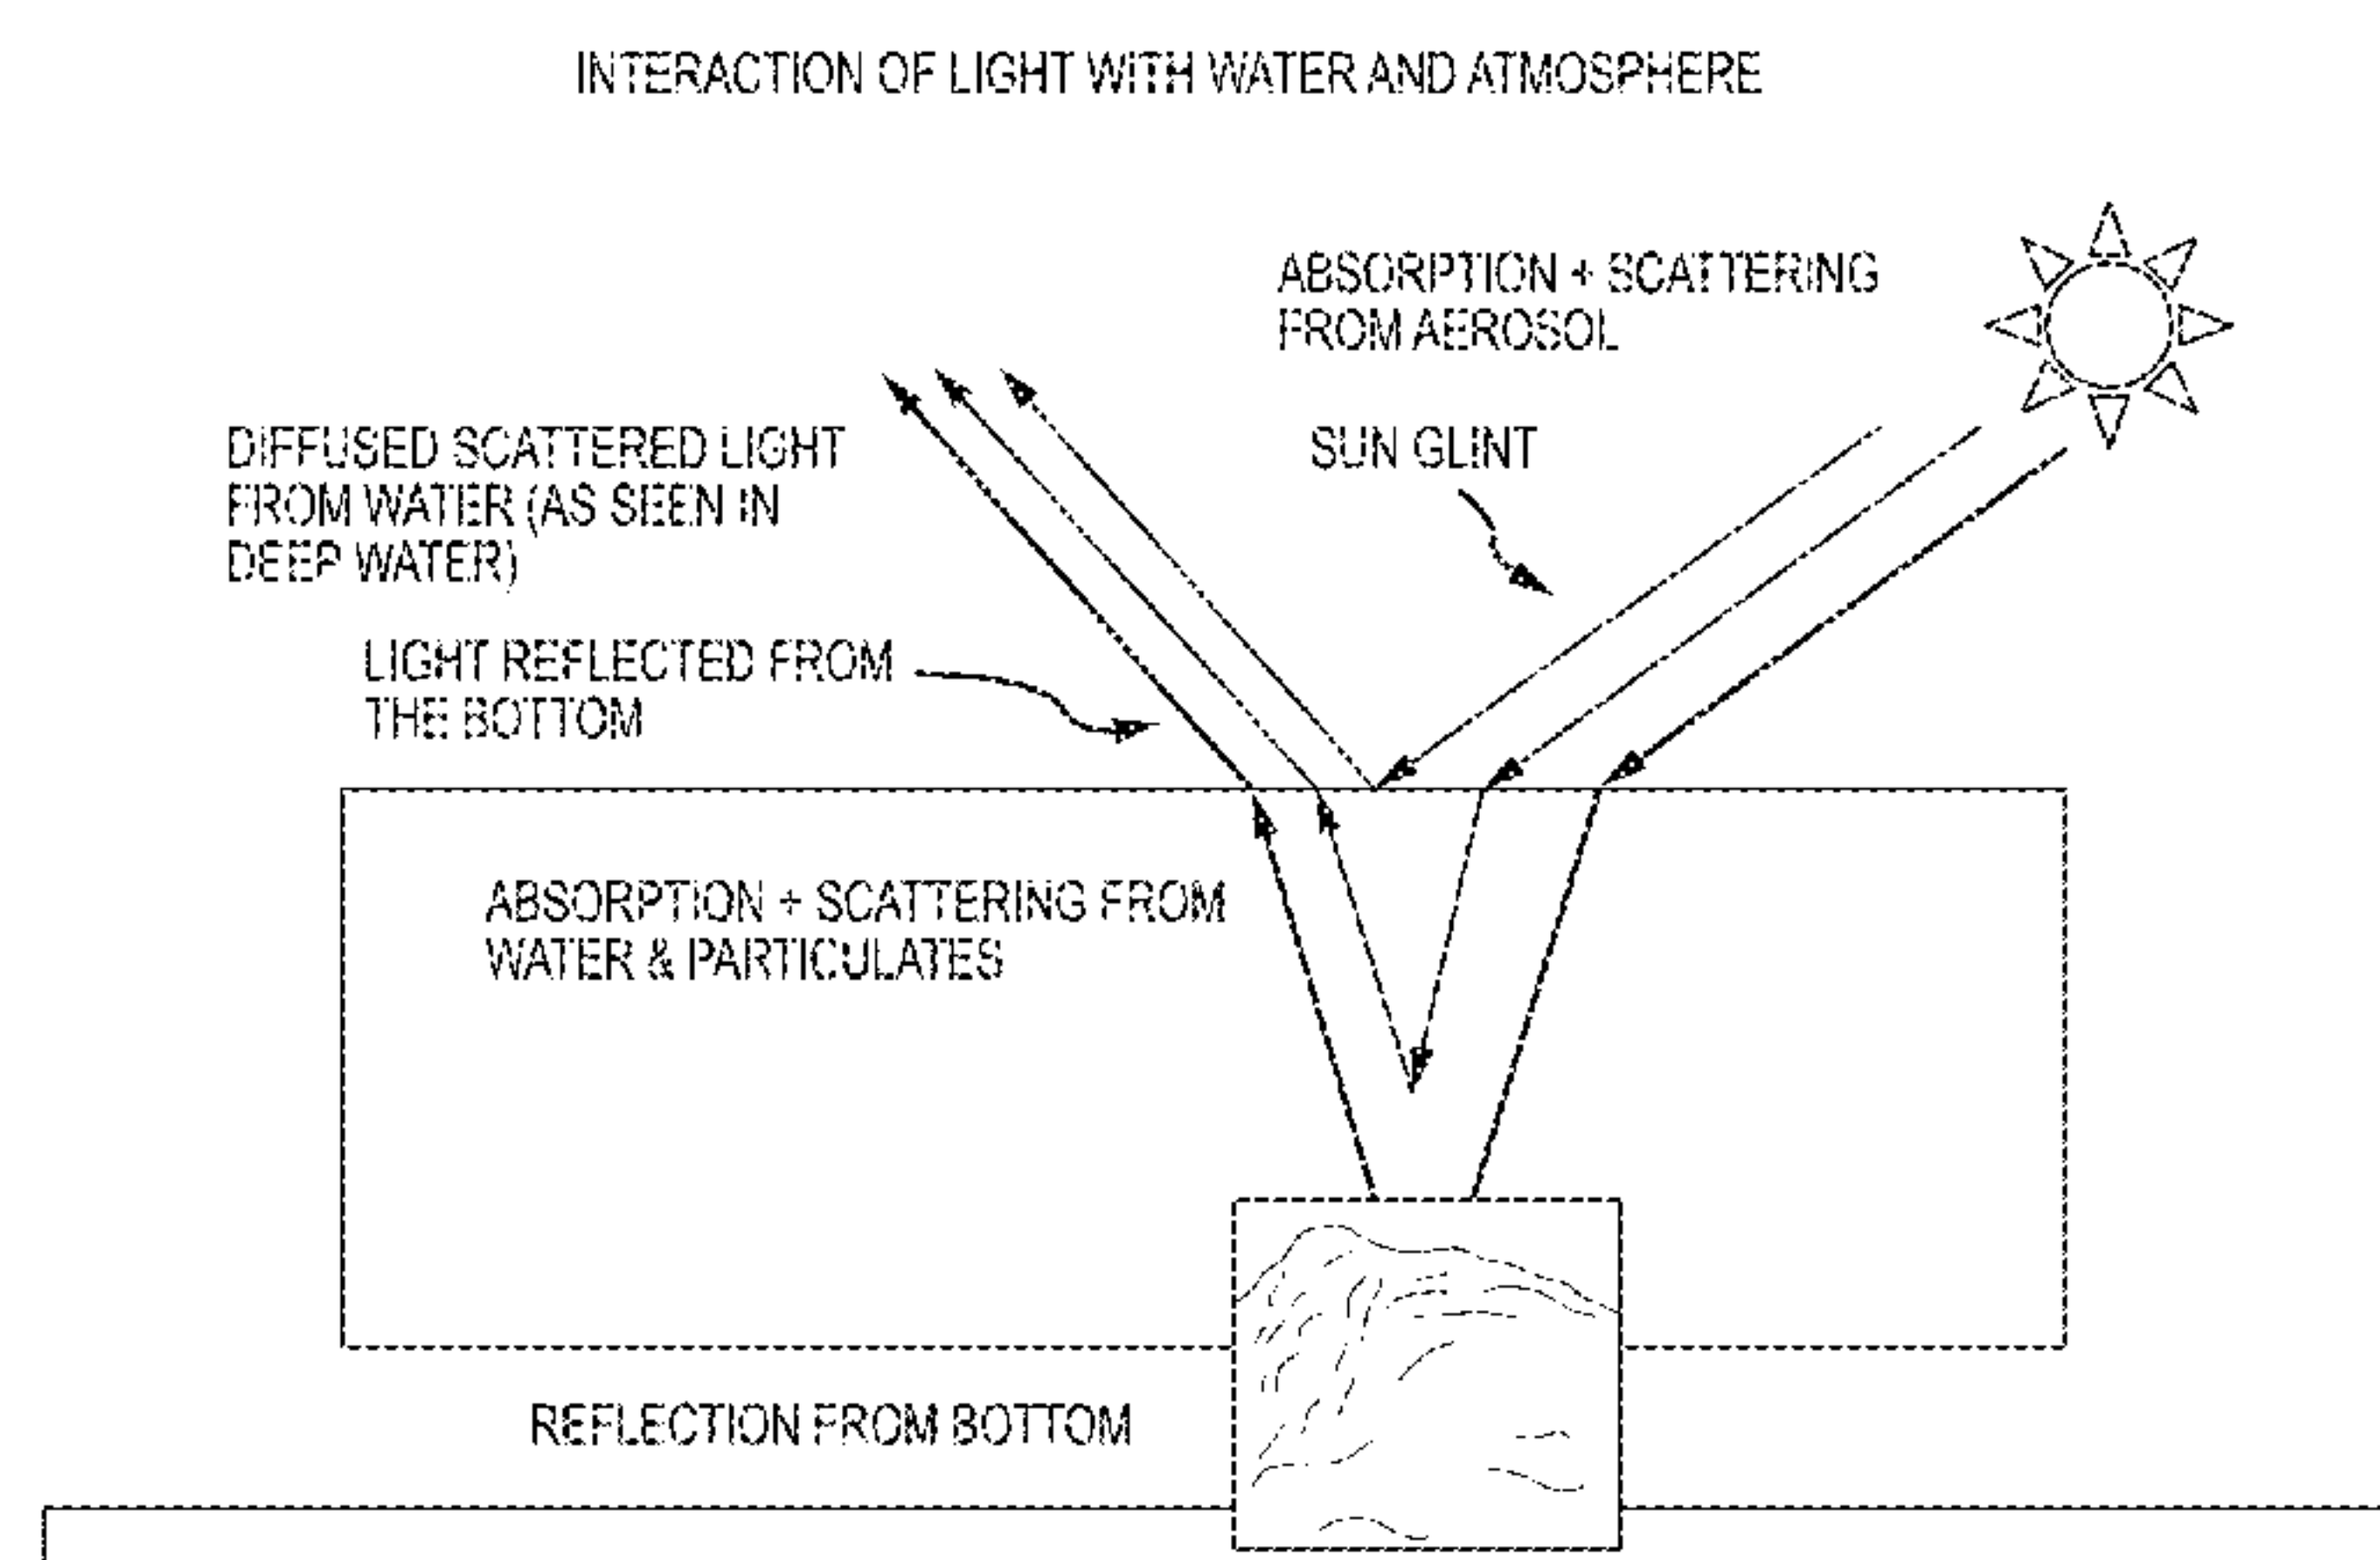 INTERACTION OF LIGHT WITH WATER AND ATMOSPHERE
ABSORPTION + SCATTERING
FROM AEROSOL
DIFFUSED SCATTERED LIGHT
FROM WATER (AS SEEN IN
DEEP WATER)
SUN GLINT
LIGHT REFLECTED FROM
THE BOTTOM
ABSORPTION + SCATTERING FROM
WATER & PARTICULATES
REFLECTION FROM BOTTOM